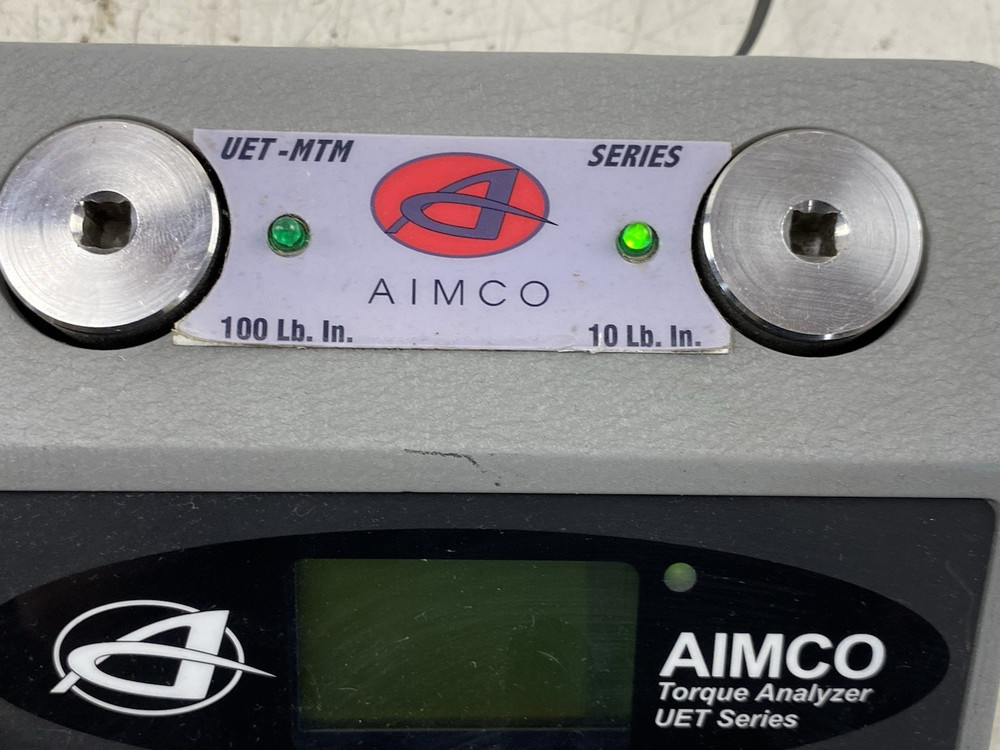 UET-MTM SERIES
AIMCO
100 Lb. In. 10 Lb. In.
AIMCO
Torque Analyzer
UET Series